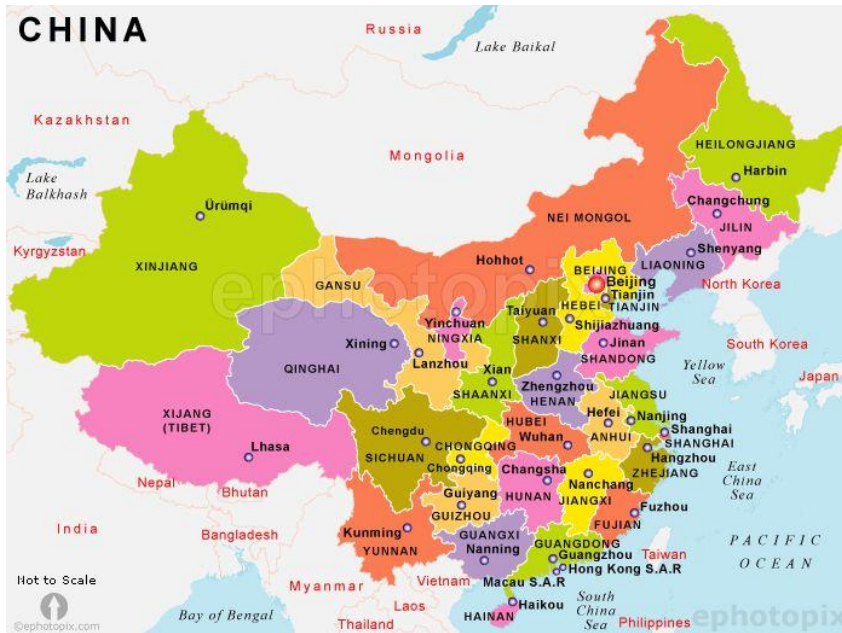 CHINA
Russia
Lake Baikal
Kazakhstan
HEILONGJIANG
Mongolia
Harbin
Lake
Balkhash
Changchung
Ürümqi
NEI MONGOL
JILIN
Kyrgyzstan
Shenyang
XINJIANG
Hohhot
BEIJING
LIAONING
GANSU
Beijing
North Korea
ephotopix
Tianjin
HEBEI
TIANJIN
Taiyuan
Yinchuan
Shijiazhuang
NINGXIA
SHANXI
Xining
Jinan
South Korea
Lanzhou
SHANDONG
QINGHAI
Xian
Yellow
Sea
Japan
SHAANXI
Zhengzhou
JIANGSU
HENAN
XIJANG
(TIBET)
Hefei
Nanjing
HUBEI
Shanghai
Chengdu
ANHUI
SHANGHAI
CHONGQING
Wuhan
Lhasa
Hangzhou
SICHUAN
Chongqing
ZHEJIANG
East
China
Sea
Changsha
Nanchang
Nepal
Bhutan
Guiyang
HUNAN
JIANGXI
Fuzhou
GUIZHOU
India
Kunming
FUJIAN
Bangladesh
GUANGXI
GUANGDONG
PACIFIC
OCEAN
YUNNAN
Nanning
Guangzhou
Taiwan
Hong Kong S.A.R
Not to Scale
Myanmar
Vietnam
Macau S.A.R
Laos
Haikou
South
China
Sea
Bay of Bengal
HAINAN
Thailand
Philippines
ephotopix
©ephotopix.com